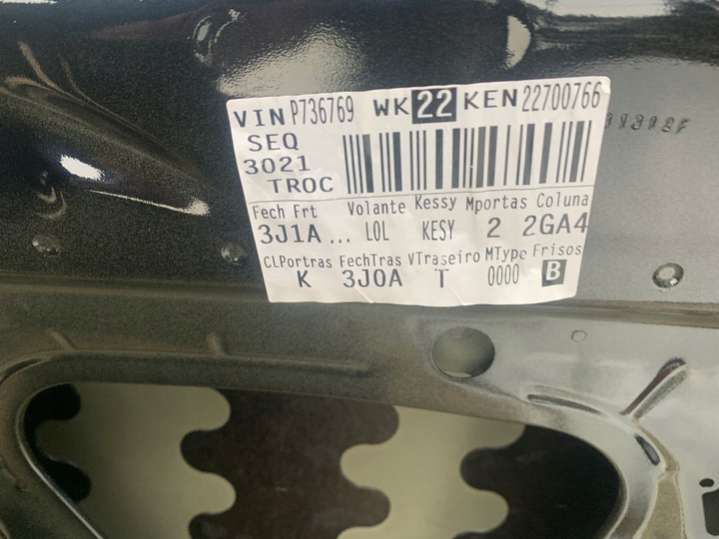 VIN P736769 WK 22 KEN 22700766
SEQ
3021
TROC
Fech Frt Volante Kessy Mportas Coluna
3J1A ... LOL KESY 2 2GA4
CLPortras FechTras VTraseiro MType Frisos
K 3J0A T 0000 B